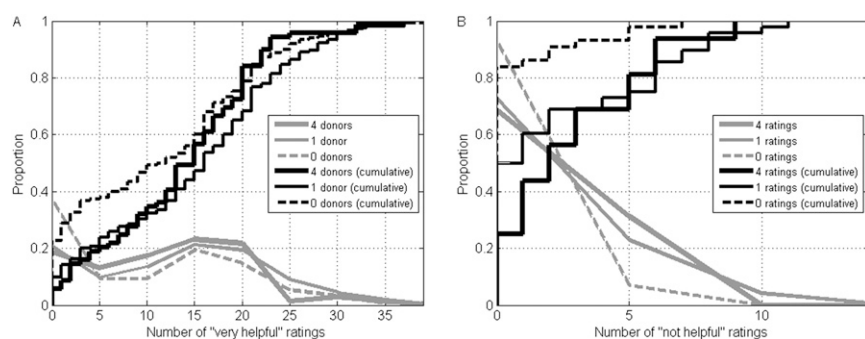 A
1
0.8
0.6
0.4
0.2
0
Proportion
4 donors
1 donor
0 donors
4 donors (cumulative)
1 donor (cumulative)
0 donors (cumulative)
0 5 10 15 20 25 30 35
Number of "very helpful" ratings
B
1
0.8
0.6
0.4
0.2
0
Proportion
4 ratings
1 ratings
0 ratings
4 ratings (cumulative)
1 ratings (cumulative)
0 ratings (cumulative)
0 5 10
Number of "not helpful" ratings